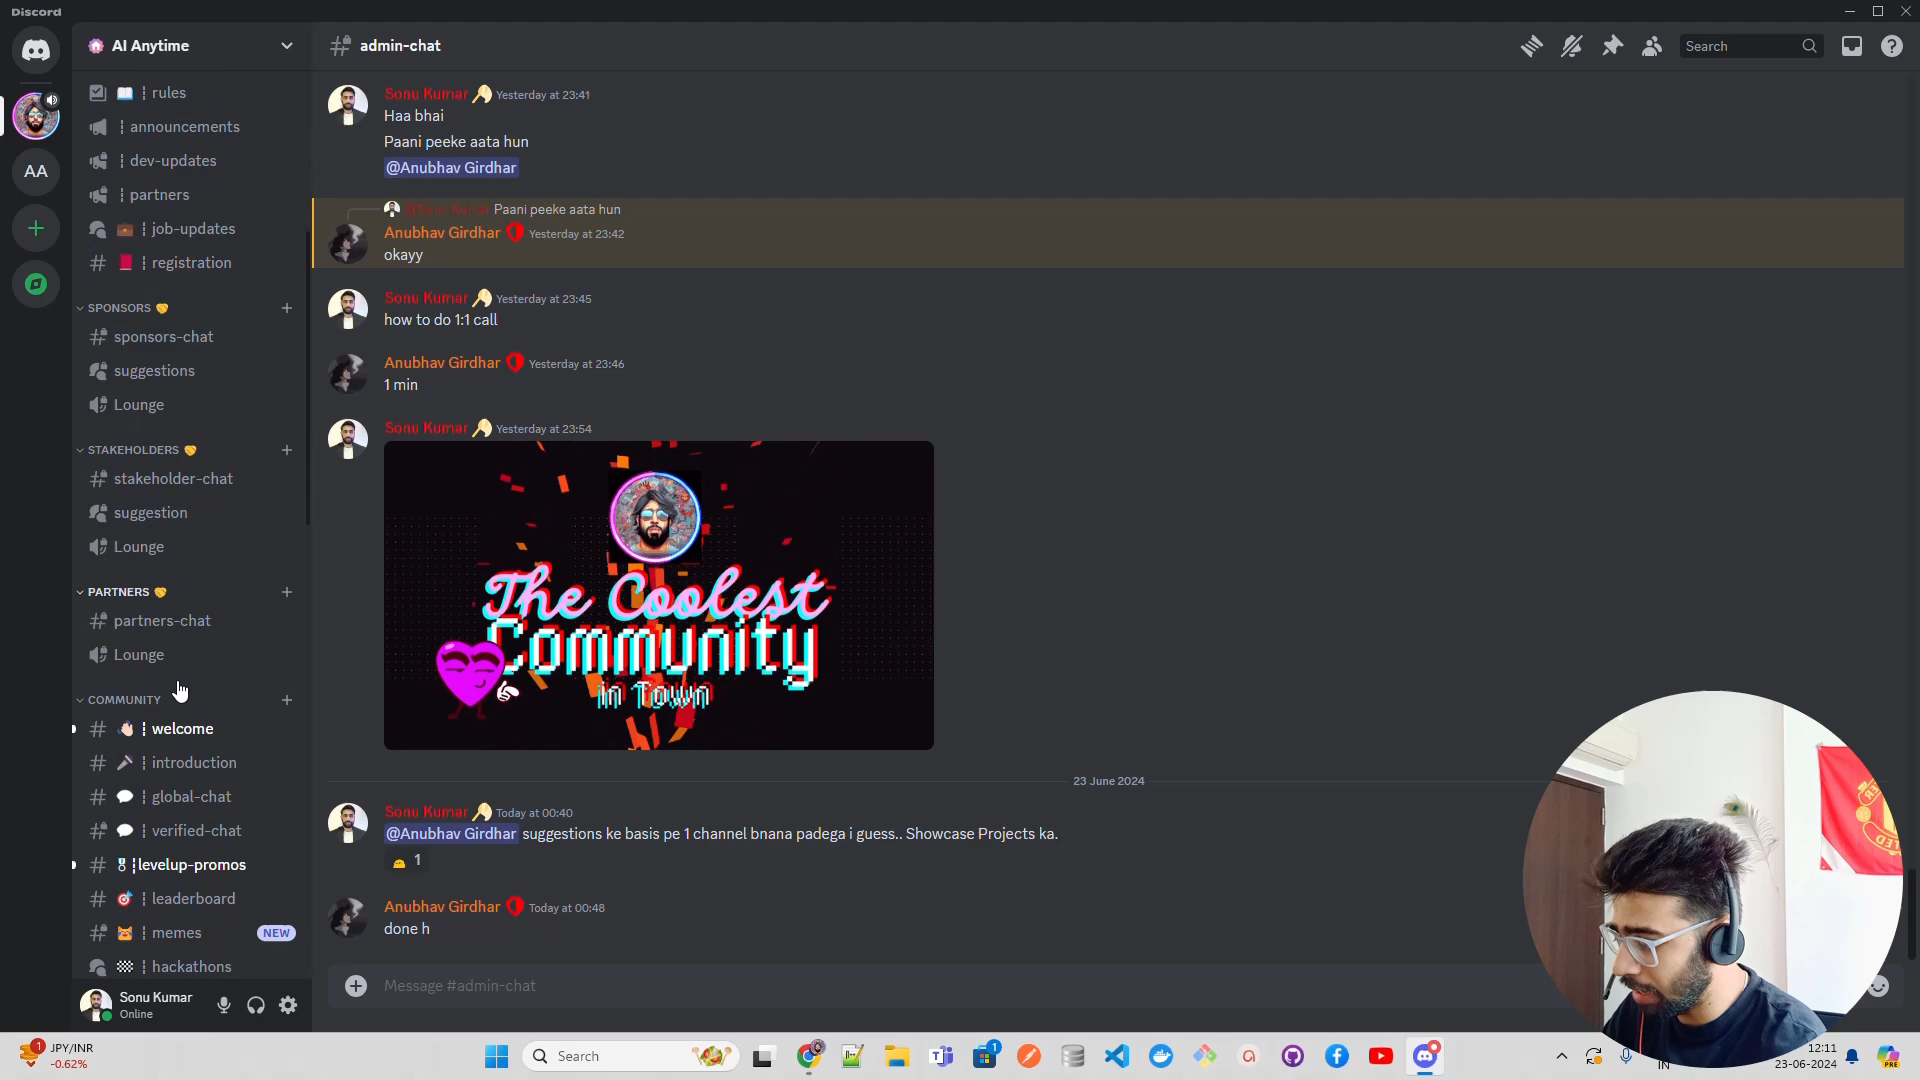 Discord
AI Anytime
admin-chat
Search
rules
announcements
dev-updates
partners
job-updates
registration
SPONSORS
sponsors-chat
suggestions
Lounge
STAKEHOLDERS
stakeholder-chat
suggestion
Lounge
PARTNERS
partners-chat
Lounge
COMMUNITY
welcome
introduction
global-chat
verified-chat
levelup-promos
leaderboard
memes NEW
hackathons
Sonu Kumar
Online
AA
Sonu Kumar Yesterday at 23:41
Haa bhai
Paani peeke aata hun
@Anubhav Girdhar
@Sonu Kumar Paani peeke aata hun
Anubhav Girdhar Yesterday at 23:42
okayy
Sonu Kumar Yesterday at 23:45
how to do 1:1 call
Anubhav Girdhar Yesterday at 23:46
1 min
Sonu Kumar Yesterday at 23:54
The Coolest
Community
in Town
23 June 2024
Sonu Kumar Today at 00:40
@Anubhav Girdhar suggestions ke basis pe 1 channel bnana padega i guess.. Showcase Projects ka.
1
Anubhav Girdhar Today at 00:48
done h
Message #admin-chat
1
JPY/INR
-0.62%
Search
1
IN
12:11
23-06-2024
PRE